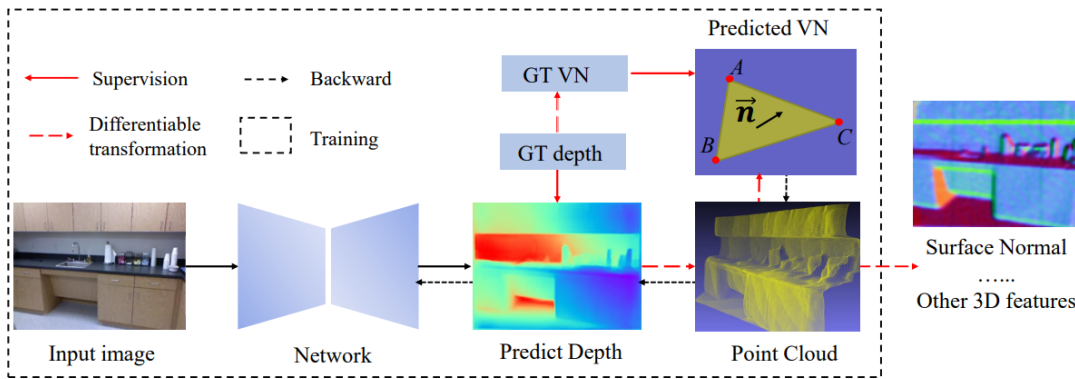 Predicted VN
Supervision
Backward
GT VN
A
Differentiable
transformation
Training
GT depth
n
B
C
Surface Normal
…...
Other 3D features
Input image
Network
Predict Depth
Point Cloud